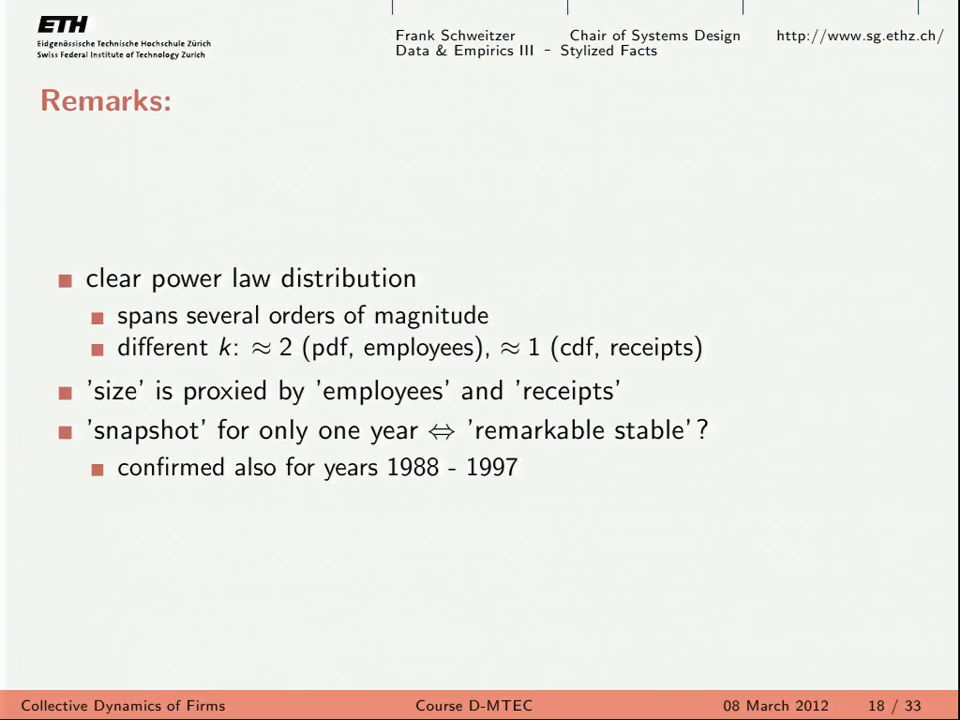 ETH
Eidgenössische Technische Hochschule Zürich
Swiss Federal Institute of Technology Zurich
Frank Schweitzer Chair of Systems Design http://www.sg.ethz.ch/
Data & Empirics III - Stylized Facts
Remarks:
clear power law distribution
spans several orders of magnitude
different k: ≈ 2 (pdf, employees), ≈ 1 (cdf, receipts)
'size' is proxied by 'employees' and 'receipts'
'snapshot' for only one year ⇔ 'remarkable stable'?
confirmed also for years 1988 - 1997
Collective Dynamics of Firms Course D-MTEC 08 March 2012 18 / 33